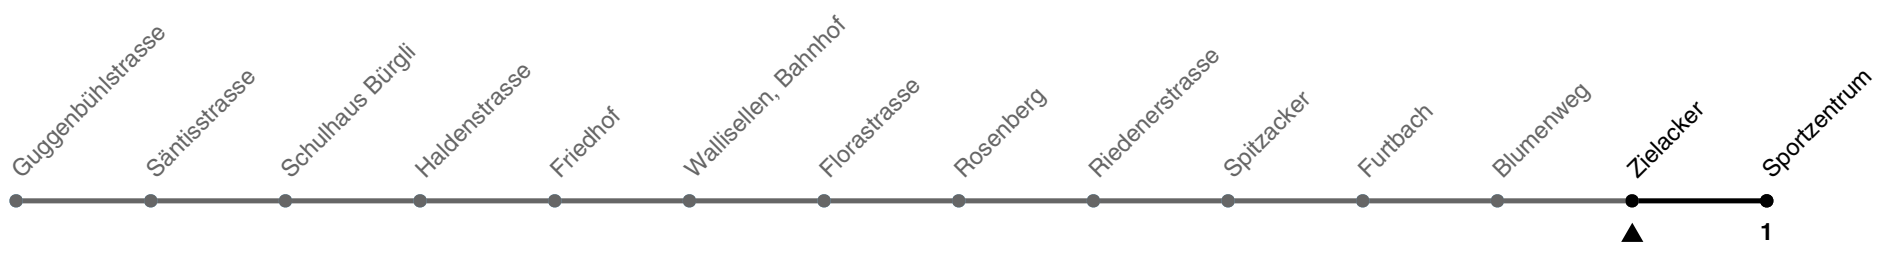 Guggenbühlstrasse
Säntisstrasse
Schulhaus Bürgli
Haldenstrasse
Friedhof
Wallisellen, Bahnhof
Florastrasse
Rosenberg
Riedenerstrasse
Spitzacker
Furtbach
Blumenweg
Zielacker
Sportzentrum
1